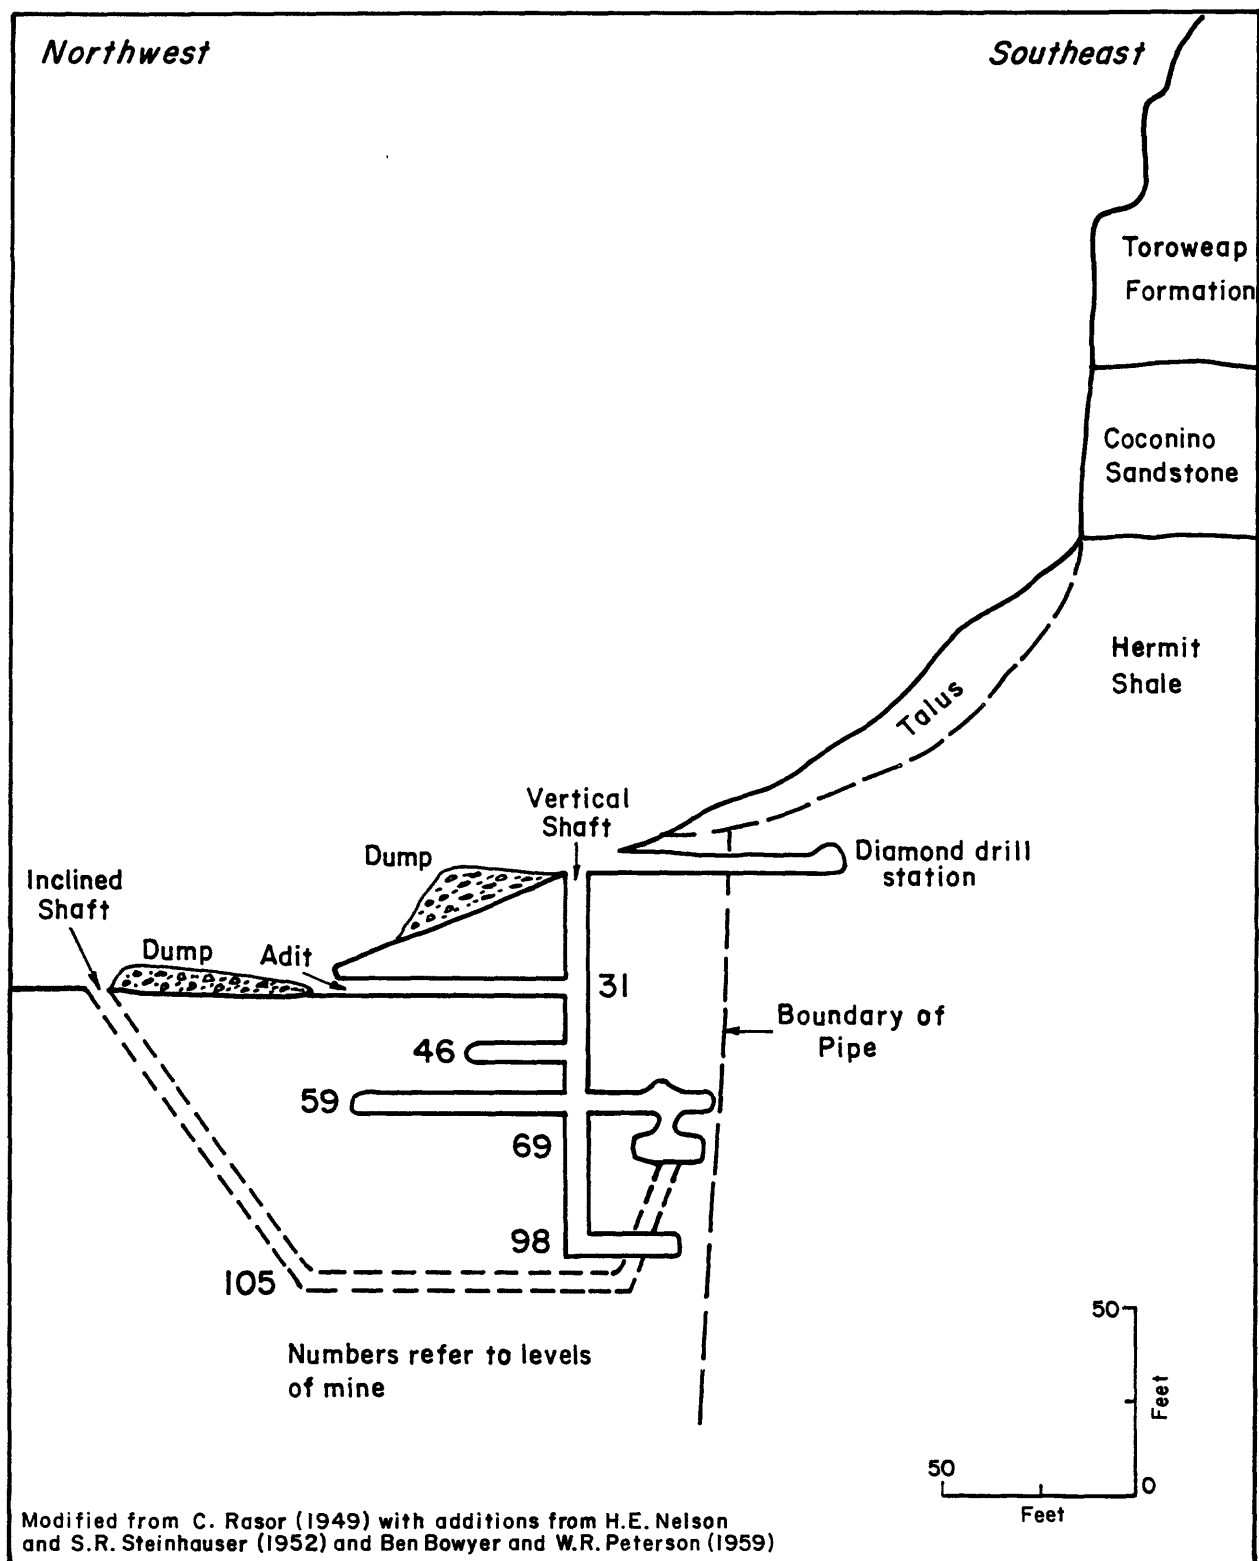 Northwest
Southeast
Toroweap
Formation
Coconino
Sandstone
Hermit
Shale
Talus
Vertical
Shaft
Dump
Diamond drill
station
Inclined
Shaft
Dump
Adit
31
Boundary of
Pipe
46
59
69
98
105
Numbers refer to levels
of mine
50
Feet
0
50
Feet
Modified from C. Rasor (1949) with additions from H.E. Nelson
and S.R. Steinhauser (1952) and Ben Bowyer and W.R. Peterson (1959)